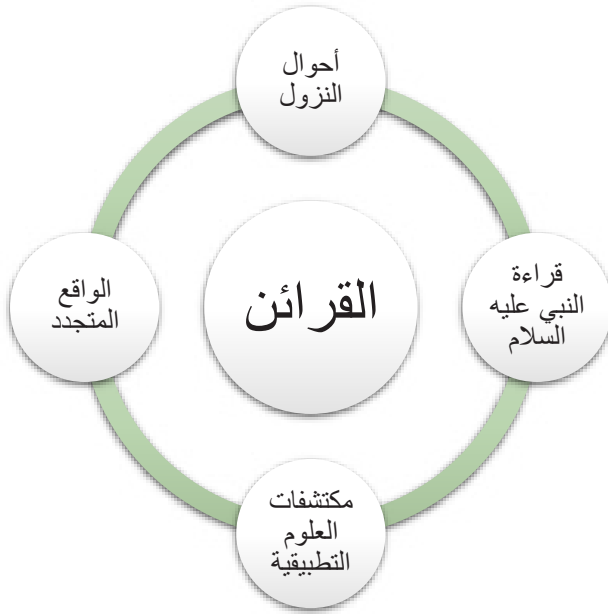 أحوال
النزول
قراءة
النبي عليه
السلام
القرائن
الواقع
المتجدد
مكتشفات
العلوم
التطبيقية